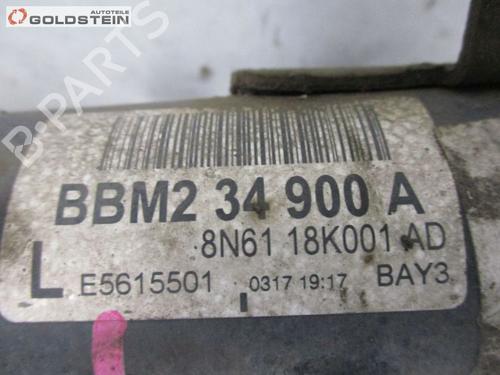 AUTOTEILE
GOLDSTEIN
B-PARTS
BBM2 34 900 A
8N61 18K001 AD
L E5615501 0317 19:17 BAY3